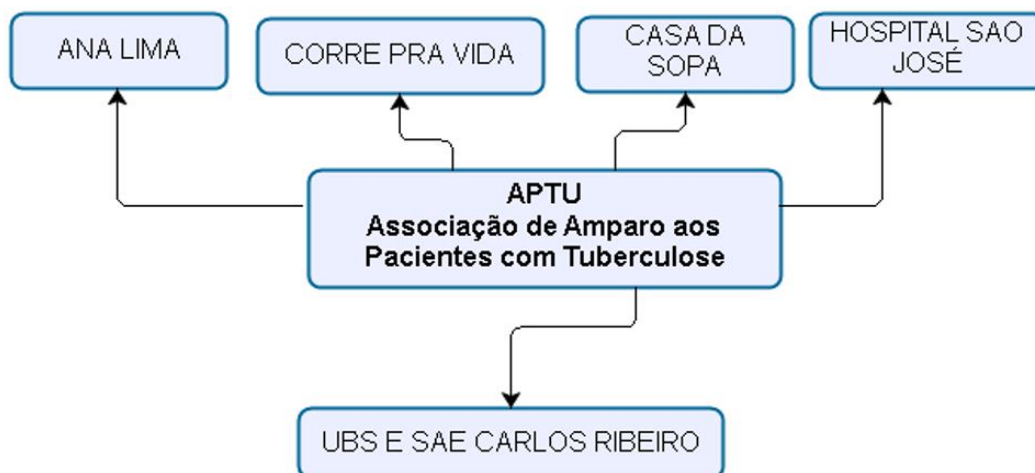 ANA LIMA
CORRE PRA VIDA
CASA DA
SOPA
HOSPITAL SAO
JOSÉ
APTU
Associação de Amparo aos
Pacientes com Tuberculose
UBS E SAE CARLOS RIBEIRO